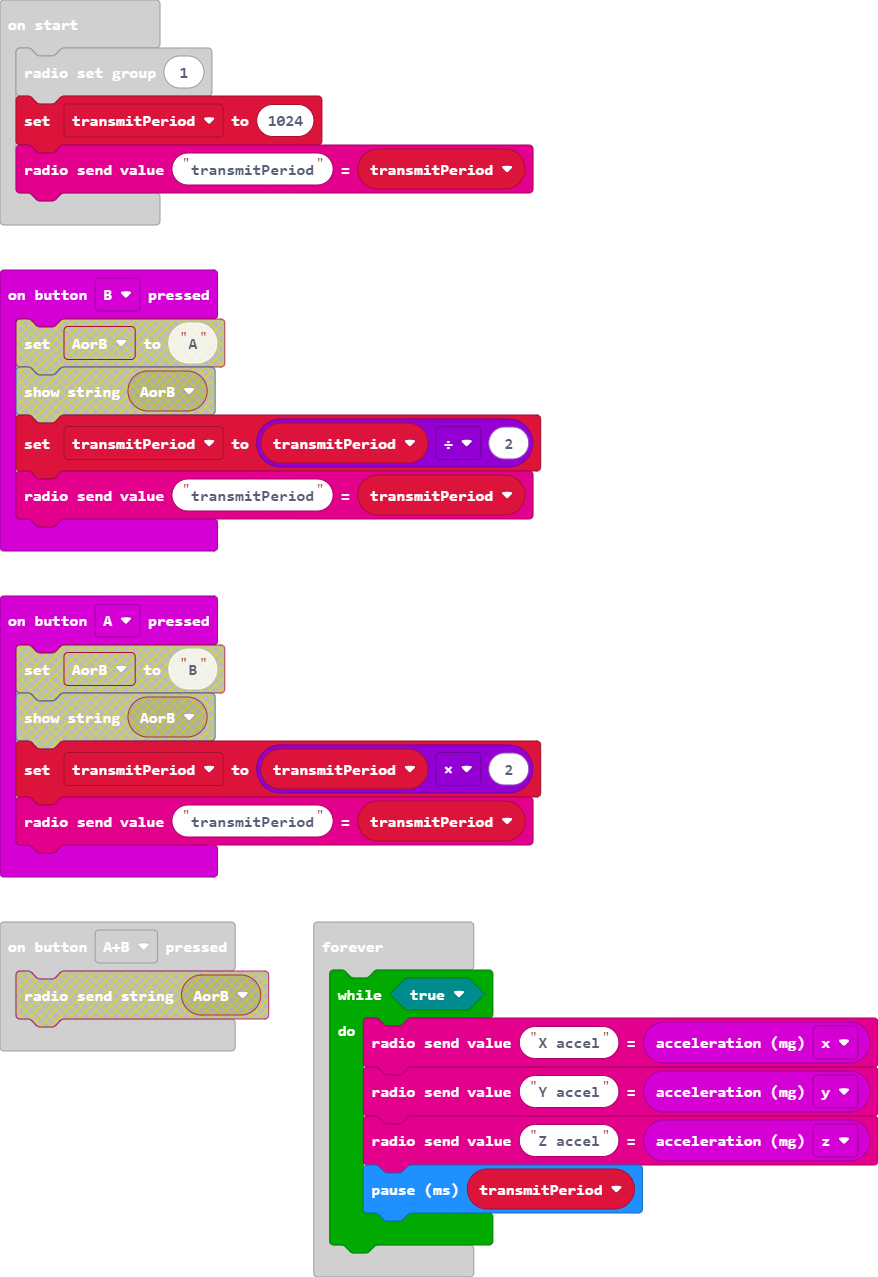 on start
radio set group 1
set transmitPeriod to 1024
radio send value "transmitPeriod" = transmitPeriod
on button B pressed
set AorB to "A"
show string AorB
set transmitPeriod to transmitPeriod ÷ 2
radio send value "transmitPeriod" = transmitPeriod
on button A pressed
set AorB to "B"
show string AorB
set transmitPeriod to transmitPeriod × 2
radio send value "transmitPeriod" = transmitPeriod
on button A+B pressed
radio send string AorB
forever
while true
do
radio send value "X accel" = acceleration (mg) x
radio send value "Y accel" = acceleration (mg) y
radio send value "Z accel" = acceleration (mg) z
pause (ms) transmitPeriod